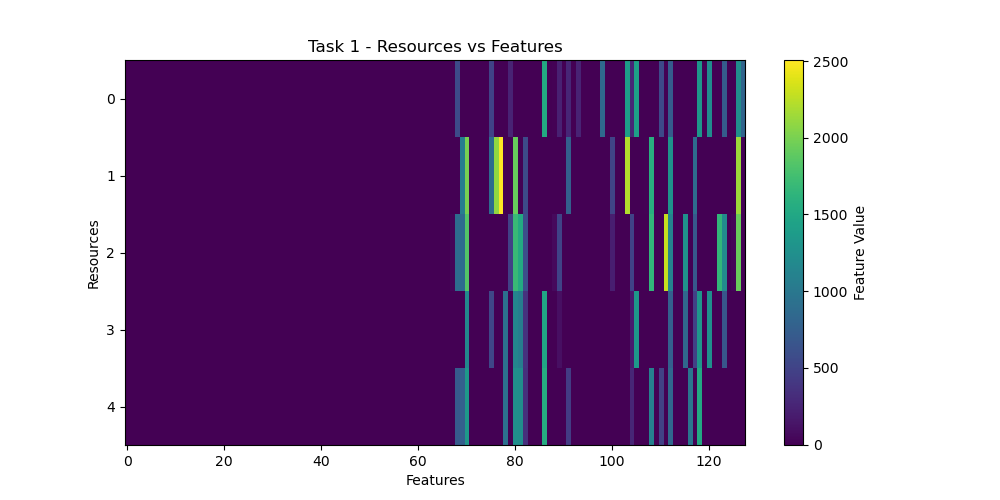 Task 1 - Resources vs Features
Resources
0
1
2
3
4
0 20 40 60 80 100 120
Features
2500
2000
1500
1000
500
0
Feature Value